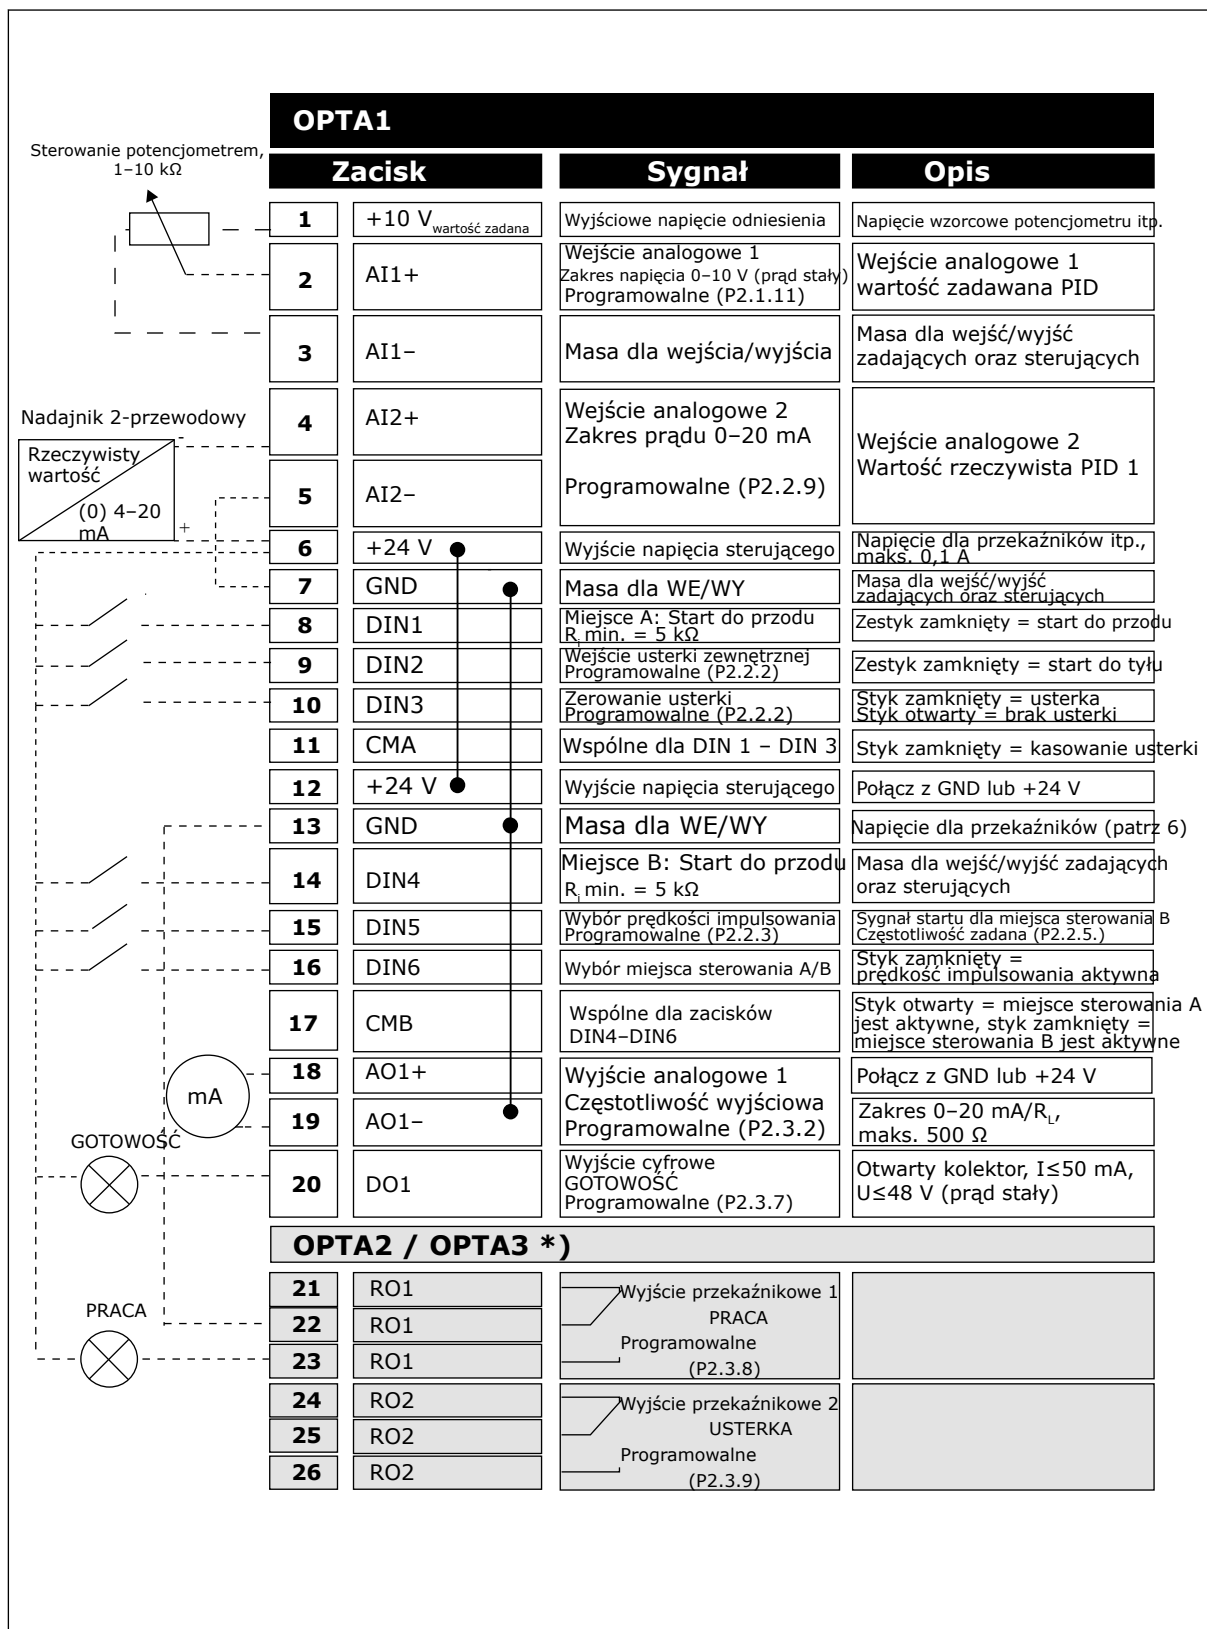 OPTA1
Sterowanie potencjometrem,
1–10 kΩ
Zacisk
Sygnał
Opis
1
+10 V wartość zadana
Wyjściowe napięcie odniesienia
Napięcie wzorcowe potencjometru itp.
2
AI1+
Wejście analogowe 1
Zakres napięcia 0–10 V (prąd stały)
Programowalne (P2.1.11)
Wejście analogowe 1
wartość zadawana PID
3
AI1–
Masa dla wejścia/wyjścia
Masa dla wejść/wyjść
zadających oraz sterujących
Nadajnik 2-przewodowy
Rzeczywisty
wartość
(0) 4–20
mA
-
+
4
AI2+
Wejście analogowe 2
Zakres prądu 0–20 mA
Programowalne (P2.2.9)
Wejście analogowe 2
Wartość rzeczywista PID 1
5
AI2–
6
+24 V
Wyjście napięcia sterującego
Napięcie dla przekaźników itp.,
maks. 0,1 A
7
GND
Masa dla WE/WY
Masa dla wejść/wyjść
zadających oraz sterujących
8
DIN1
Miejsce A: Start do przodu
Ri min. = 5 kΩ
Zestyk zamknięty = start do przodu
9
DIN2
Wejście usterki zewnętrznej
Programowalne (P2.2.2)
Zestyk zamknięty = start do tyłu
10
DIN3
Zerowanie usterki
Programowalne (P2.2.2)
Styk zamknięty = usterka
Styk otwarty = brak usterki
11
CMA
Wspólne dla DIN 1 – DIN 3
Styk zamknięty = kasowanie usterki
12
+24 V
Wyjście napięcia sterującego
Połącz z GND lub +24 V
13
GND
Masa dla WE/WY
Napięcie dla przekaźników (patrz 6)
14
DIN4
Miejsce B: Start do przodu
Ri min. = 5 kΩ
Masa dla wejść/wyjść zadających
oraz sterujących
15
DIN5
Wybór prędkości impulsowania
Programowalne (P2.2.3)
Sygnał startu dla miejsca sterowania B
Częstotliwość zadana (P2.2.5.)
16
DIN6
Wybór miejsca sterowania A/B
Styk zamknięty =
prędkość impulsowania aktywna
17
CMB
Wspólne dla zacisków
DIN4–DIN6
Styk otwarty = miejsce sterowania A
jest aktywne, styk zamknięty =
miejsce sterowania B jest aktywne
mA
18
AO1+
Wyjście analogowe 1
Częstotliwość wyjściowa
Programowalne (P2.3.2)
Połącz z GND lub +24 V
19
AO1–
Zakres 0–20 mA/RL,
maks. 500 Ω
GOTOWOŚĆ
20
DO1
Wyjście cyfrowe
GOTOWOŚĆ
Programowalne (P2.3.7)
Otwarty kolektor, I≤50 mA,
U≤48 V (prąd stały)
OPTA2 / OPTA3 *)
PRACA
21
RO1
22
RO1
23
RO1
Wyjście przekaźnikowe 1
PRACA
Programowalne
(P2.3.8)
24
RO2
25
RO2
26
RO2
Wyjście przekaźnikowe 2
USTERKA
Programowalne
(P2.3.9)